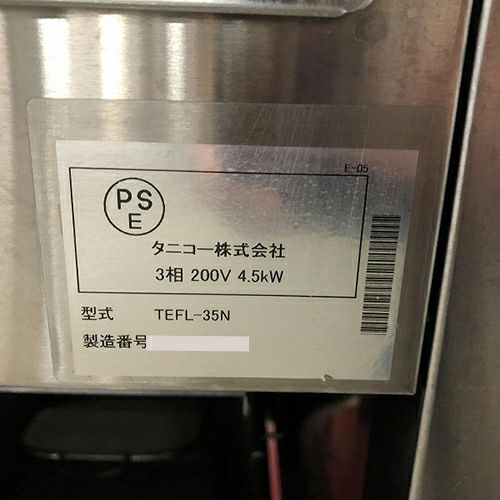 E-05
PS
E
タニコー株式会社
3相 200V 4.5kW
型式 TEFL-35N
製造番号